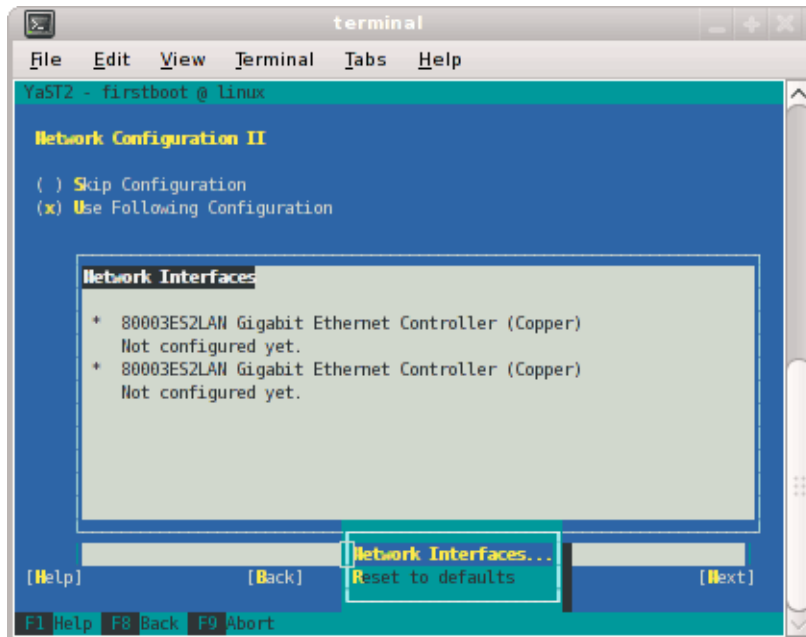 terminal
File Edit View Terminal Tabs Help
YaST2 - firstboot @ linux
Network Configuration II
( ) Skip Configuration
(x) Use Following Configuration
Network Interfaces
* 80003ES2LAN Gigabit Ethernet Controller (Copper)
Not configured yet.
* 80003ES2LAN Gigabit Ethernet Controller (Copper)
Not configured yet.
Network Interfaces...
[Help] [Back] Reset to defaults [Next]
F1 Help F8 Back F9 Abort